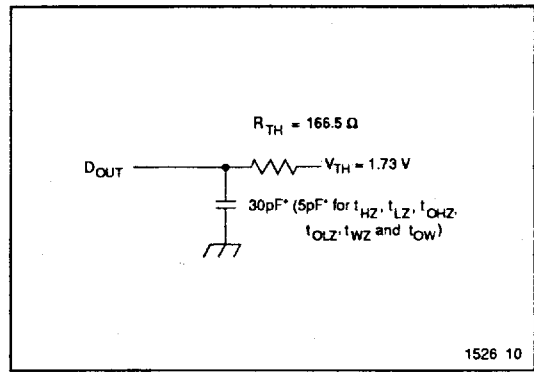 R_TH = 166.5 Ω
D_OUT
V_TH = 1.73 V
30pF* (5pF* for t_HZ, t_LZ, t_OHZ,
t_OLZ, t_WZ and t_OW)
1526 10